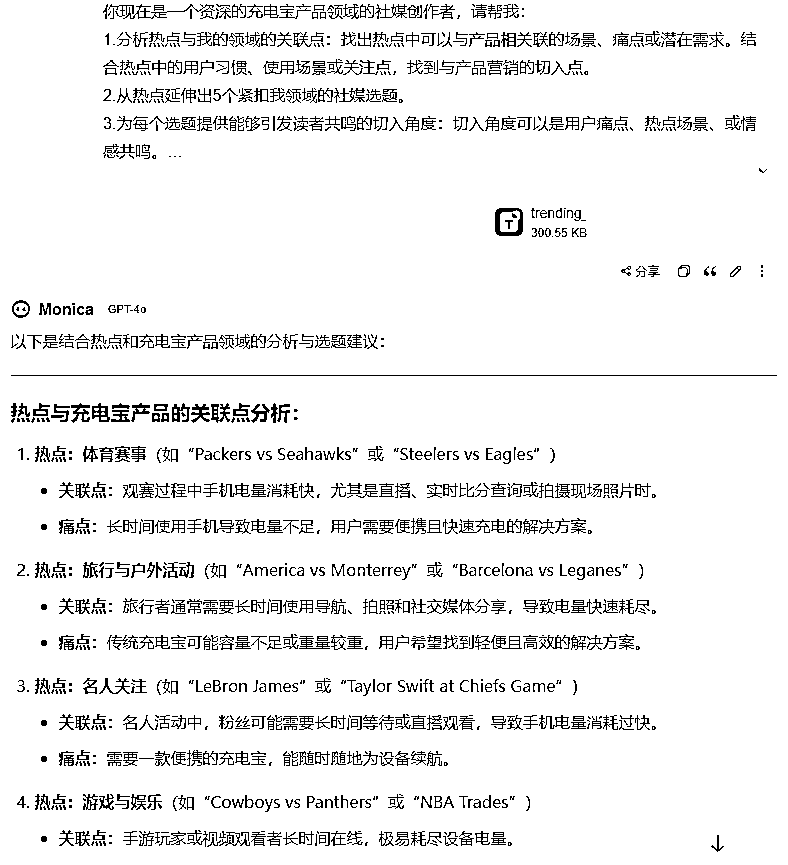 你现在是一个资深的充电宝产品领域的社媒创作者，请帮我：
1.分析热点与我的领域的关联点：找出热点中可以与产品相关联的场景、痛点或潜在需求。结
合热点中的用户习惯、使用场景或关注点，找到与产品营销的切入点。
2.从热点延伸出5个紧扣我领域的社媒选题。
3.为每个选题提供能够引发读者共鸣的切入角度：切入角度可以是用户痛点、热点场景、或情
感共鸣。...
trending_
300.55 KB
分享
Monica GPT-4o
以下是结合热点和充电宝产品领域的分析与选题建议：
热点与充电宝产品的关联点分析：
1. 热点：体育赛事（如“Packers vs Seahawks”或“Steelers vs Eagles”）
• 关联点：观赛过程中手机电量消耗快，尤其是直播、实时比分查询或拍摄现场照片时。
• 痛点：长时间使用手机导致电量不足，用户需要便携且快速充电的解决方案。
2. 热点：旅行与户外活动（如“America vs Monterrey”或“Barcelona vs Leganes”）
• 关联点：旅行者通常需要长时间使用导航、拍照和社交媒体分享，导致电量快速耗尽。
• 痛点：传统充电宝可能容量不足或重量较重，用户希望找到轻便且高效的解决方案。
3. 热点：名人关注（如“LeBron James”或“Taylor Swift at Chiefs Game”）
• 关联点：名人活动中，粉丝可能需要长时间等待或直播观看，导致手机电量消耗过快。
• 痛点：需要一款便携的充电宝，能随时随地为设备续航。
4. 热点：游戏与娱乐（如“Cowboys vs Panthers”或“NBA Trades”）
• 关联点：手游玩家或视频观看者长时间在线，极易耗尽设备电量。